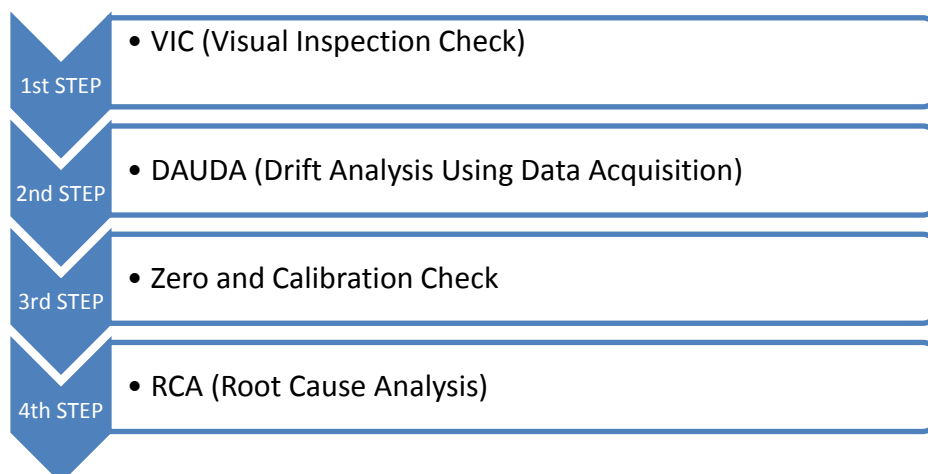 1st STEP
• VIC (Visual Inspection Check)
2nd STEP
• DAUDA (Drift Analysis Using Data Acquisition)
3rd STEP
• Zero and Calibration Check
4th STEP
• RCA (Root Cause Analysis)